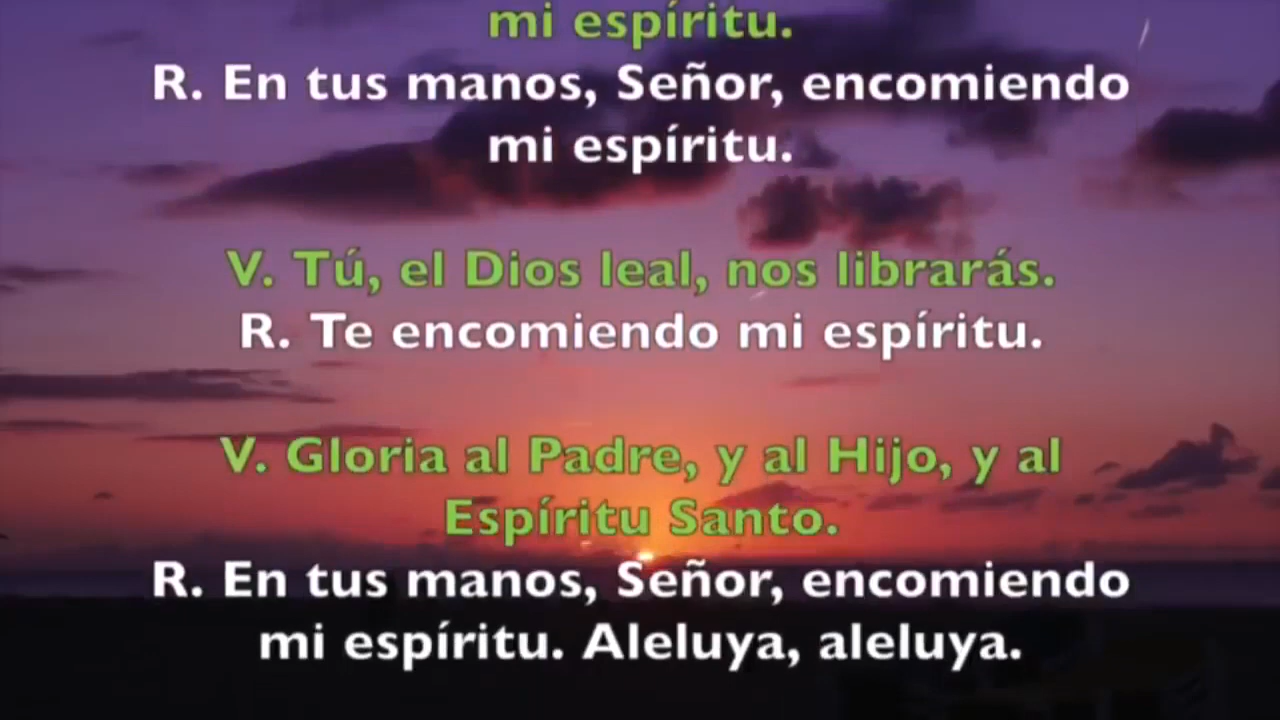 mi espíritu.
R. En tus manos, Señor, encomiendo
mi espíritu.
V. Tú, el Dios leal, nos librarás.
R. Te encomiendo mi espíritu.
V. Gloria al Padre, y al Hijo, y al
Espíritu Santo.
R. En tus manos, Señor, encomiendo
mi espíritu. Aleluya, aleluya.